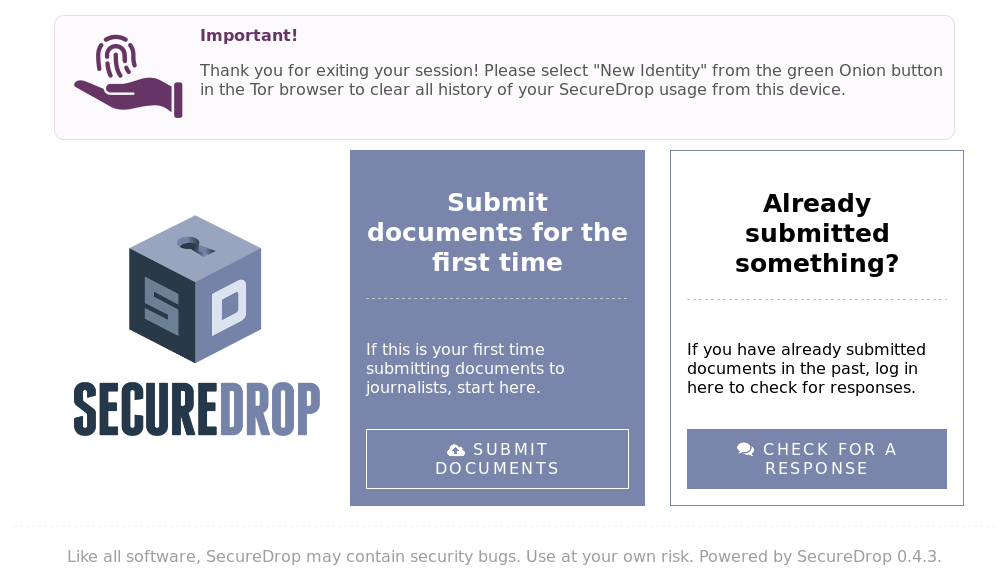 Important!
Thank you for exiting your session! Please select "New Identity" from the green Onion button
in the Tor browser to clear all history of your SecureDrop usage from this device.
S D
SECUREDROP
Submit
documents for the
first time
If this is your first time
submitting documents to
journalists, start here.
SUBMIT
DOCUMENTS
Already
submitted
something?
If you have already submitted
documents in the past, log in
here to check for responses.
CHECK FOR A
RESPONSE
Like all software, SecureDrop may contain security bugs. Use at your own risk. Powered by SecureDrop 0.4.3.